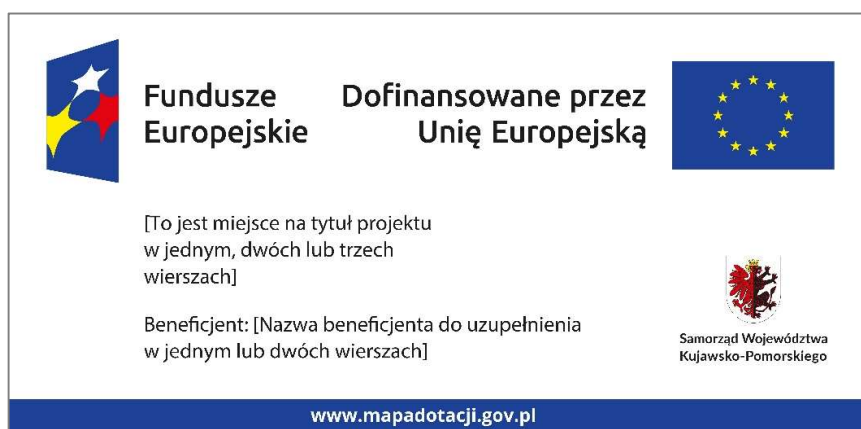 Fundusze
Europejskie
Dofinansowane przez
Unię Europejską
[To jest miejsce na tytuł projektu
w jednym, dwóch lub trzech
wierszach]
Beneficjent: [Nazwa beneficjenta do uzupełnienia
w jednym lub dwóch wierszach]
Samorząd Województwa
Kujawsko-Pomorskiego
www.mapadotacji.gov.pl